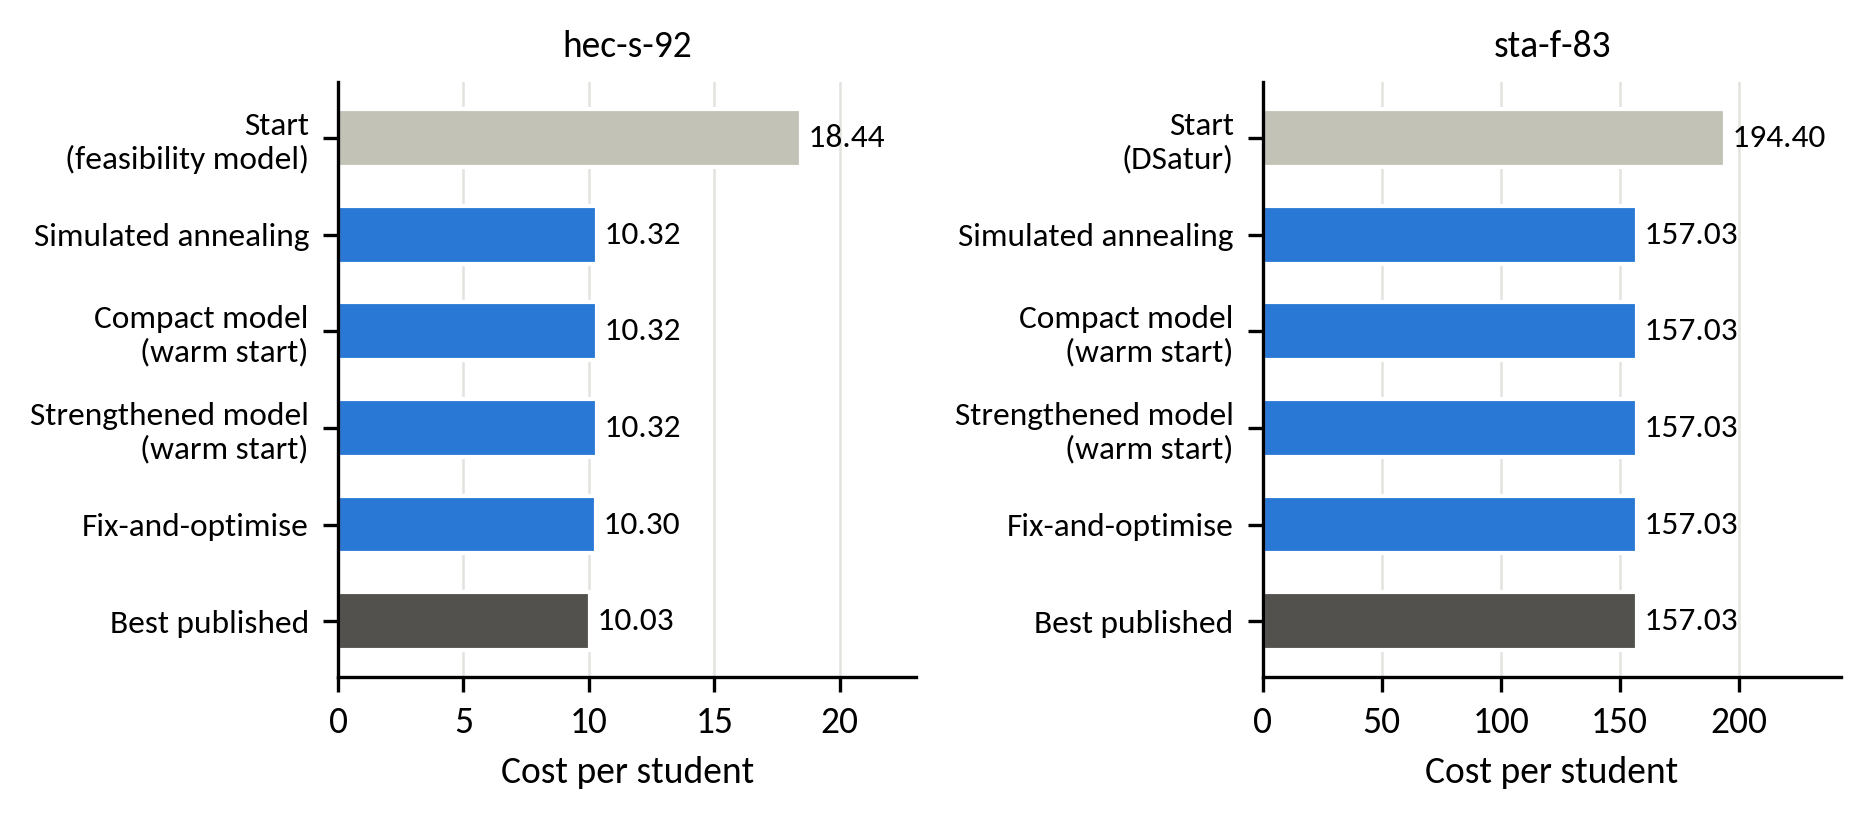 hec-s-92
Start
(feasibility model)
18.44
Simulated annealing
10.32
Compact model
(warm start)
10.32
Strengthened model
(warm start)
10.32
Fix-and-optimise
10.30
Best published
10.03
0 5 10 15 20
Cost per student
sta-f-83
Start
(DSatur)
194.40
Simulated annealing
157.03
Compact model
(warm start)
157.03
Strengthened model
(warm start)
157.03
Fix-and-optimise
157.03
Best published
157.03
0 50 100 150 200
Cost per student